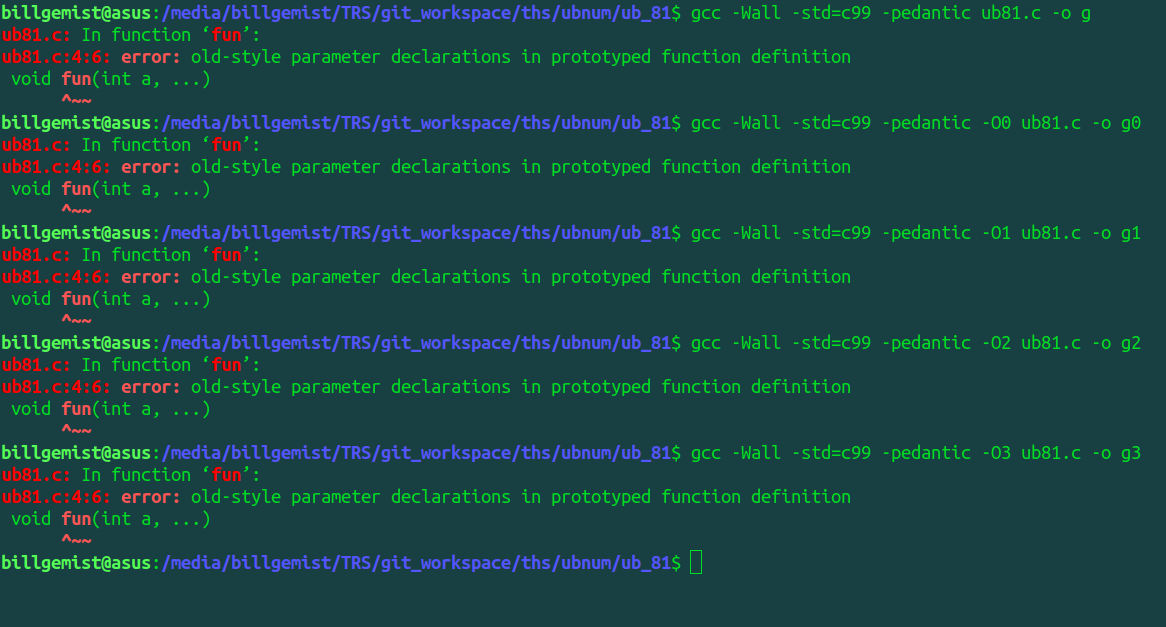 billgemist@asus:/media/billgemist/TRS/git_workspace/ths/ubnum/ub_81$ gcc -Wall -std=c99 -pedantic ub81.c -o g
ub81.c: In function ‘fun’:
ub81.c:4:6: error: old-style parameter declarations in prototyped function definition
 void fun(int a, ...)
      ^~~
billgemist@asus:/media/billgemist/TRS/git_workspace/ths/ubnum/ub_81$ gcc -Wall -std=c99 -pedantic -O0 ub81.c -o g0
ub81.c: In function ‘fun’:
ub81.c:4:6: error: old-style parameter declarations in prototyped function definition
 void fun(int a, ...)
      ^~~
billgemist@asus:/media/billgemist/TRS/git_workspace/ths/ubnum/ub_81$ gcc -Wall -std=c99 -pedantic -O1 ub81.c -o g1
ub81.c: In function ‘fun’:
ub81.c:4:6: error: old-style parameter declarations in prototyped function definition
 void fun(int a, ...)
      ^~~
billgemist@asus:/media/billgemist/TRS/git_workspace/ths/ubnum/ub_81$ gcc -Wall -std=c99 -pedantic -O2 ub81.c -o g2
ub81.c: In function ‘fun’:
ub81.c:4:6: error: old-style parameter declarations in prototyped function definition
 void fun(int a, ...)
      ^~~
billgemist@asus:/media/billgemist/TRS/git_workspace/ths/ubnum/ub_81$ gcc -Wall -std=c99 -pedantic -O3 ub81.c -o g3
ub81.c: In function ‘fun’:
ub81.c:4:6: error: old-style parameter declarations in prototyped function definition
 void fun(int a, ...)
      ^~~
billgemist@asus:/media/billgemist/TRS/git_workspace/ths/ubnum/ub_81$